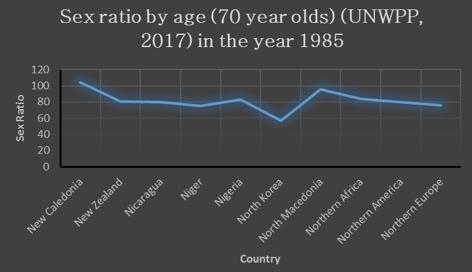 Sex ratio by age (70 year olds) (UNWPP,
2017) in the year 1985
120
100
80
60
40
20
0
Sex Ratio
New Caledonia
New Zealand
Nicaragua
Niger
Nigeria
North Korea
North Macedonia
Northern Africa
Northern America
Northern Europe
Country